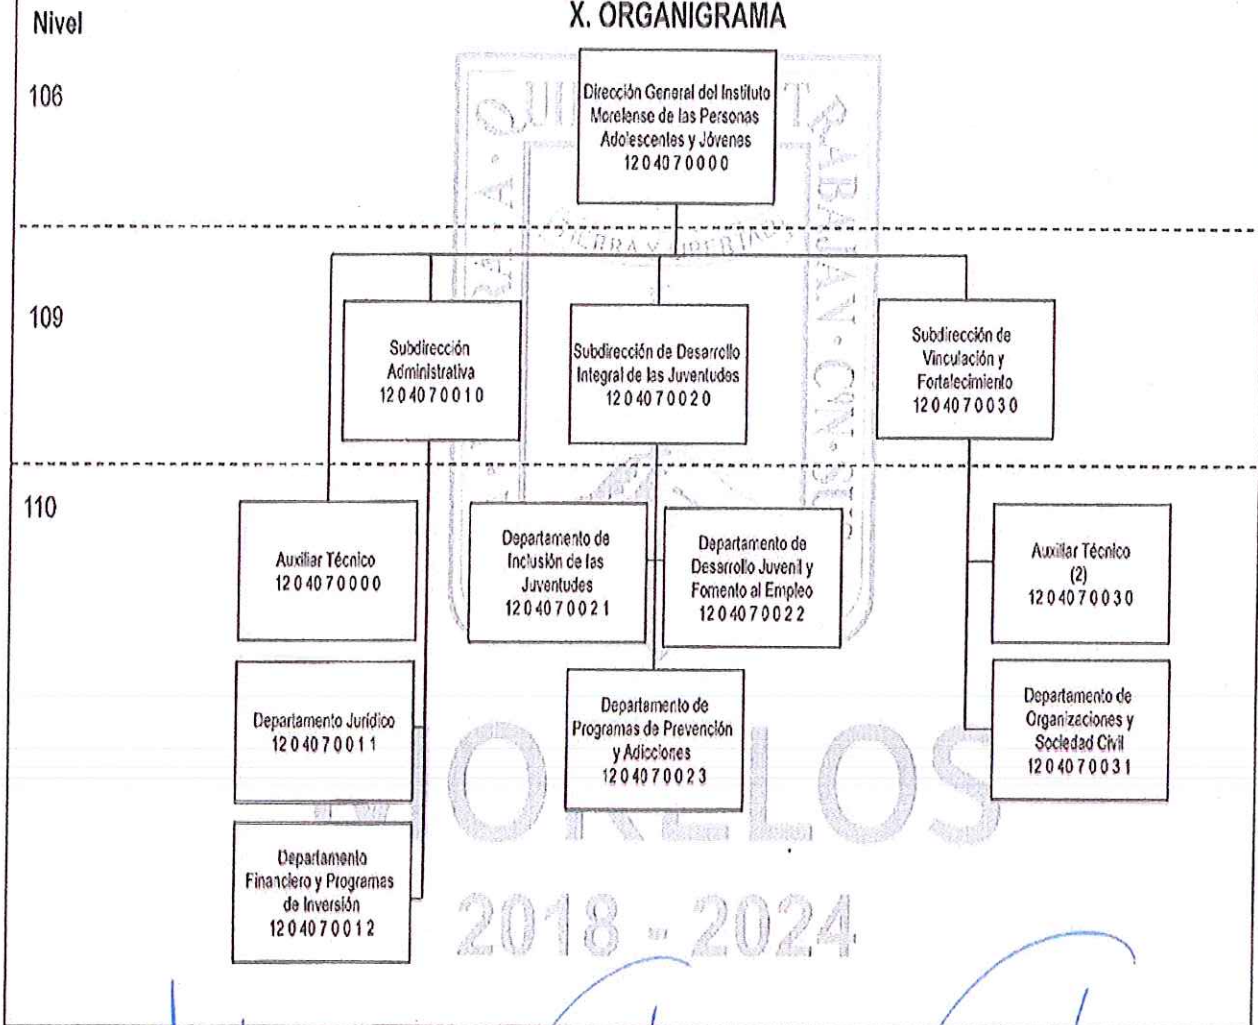 X. ORGANIGRAMA
Nivel
106
Dirección General del Instituto
Morelense de las Personas
Adolescentes y Jóvenes
1204070000
TIERRA Y LIBERTAD
109
Subdirección
Administrativa
1204070010
Subdirección de Desarrollo
Integral de las Juventudes
1204070020
Subdirección de
Vinculación y
Fortalecimiento
1204070030
110
Auxiliar Técnico
1204070000
Departamento de
Inclusión de las
Juventudes
1204070021
Departamento de
Desarrollo Juvenil y
Fomento al Empleo
1204070022
Auxiliar Técnico
(2)
1204070030
Departamento Jurídico
1204070011
Departamento de
Programas de Prevención
y Adicciones
1204070023
Departamento de
Organizaciones y
Sociedad Civil
1204070031
Departamento
Financiero y Programas
de Inversión
1204070012
MORELOS
2018 - 2024